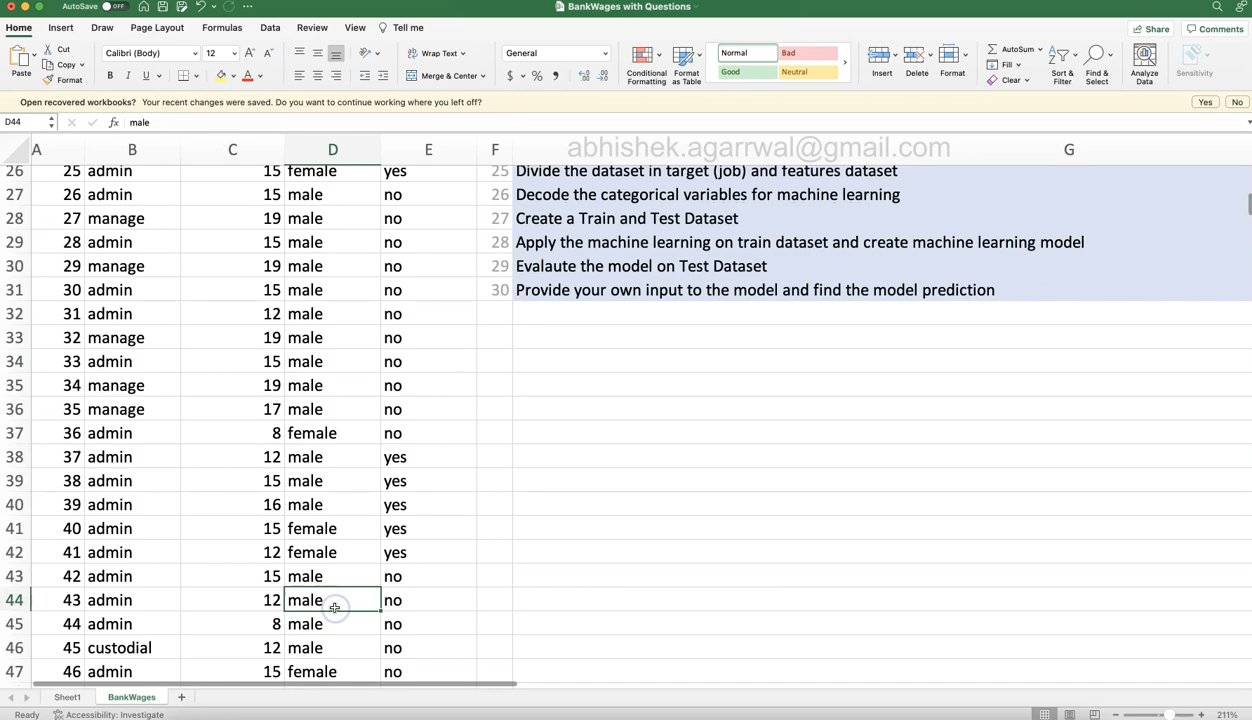 AutoSave OFF BankWages with Questions
Home Insert Draw Page Layout Formulas Data Review View Tell me Share Comments
Paste Cut Copy Format Calibri (Body) 12 Wrap Text General Conditional Formatting Format as Table Normal Bad Insert Delete Format AutoSum Sort & Filter Find & Select Analyze Data Sensitivity
B I U Merge & Center Good Neutral Fill Clear
Open recovered workbooks? Your recent changes were saved. Do you want to continue working where you left off? Yes No
D44 fx male
A B C D E F G
abhishek.agarrwal@gmail.com
26 25 admin 15 female yes 25 Divide the dataset in target (job) and features dataset
27 26 admin 15 male no 26 Decode the categorical variables for machine learning
28 27 manage 19 male no 27 Create a Train and Test Dataset
29 28 admin 15 male no 28 Apply the machine learning on train dataset and create machine learning model
30 29 manage 19 male no 29 Evalaute the model on Test Dataset
31 30 admin 15 male no 30 Provide your own input to the model and find the model prediction
32 31 admin 12 male no
33 32 manage 19 male no
34 33 admin 15 male no
35 34 manage 19 male no
36 35 manage 17 male no
37 36 admin 8 female no
38 37 admin 12 male yes
39 38 admin 15 male yes
40 39 admin 16 male yes
41 40 admin 15 female yes
42 41 admin 12 female yes
43 42 admin 15 male no
44 43 admin 12 male no
45 44 admin 8 male no
46 45 custodial 12 male no
47 46 admin 15 female no
Sheet1 BankWages
Ready Accessibility: Investigate 211%